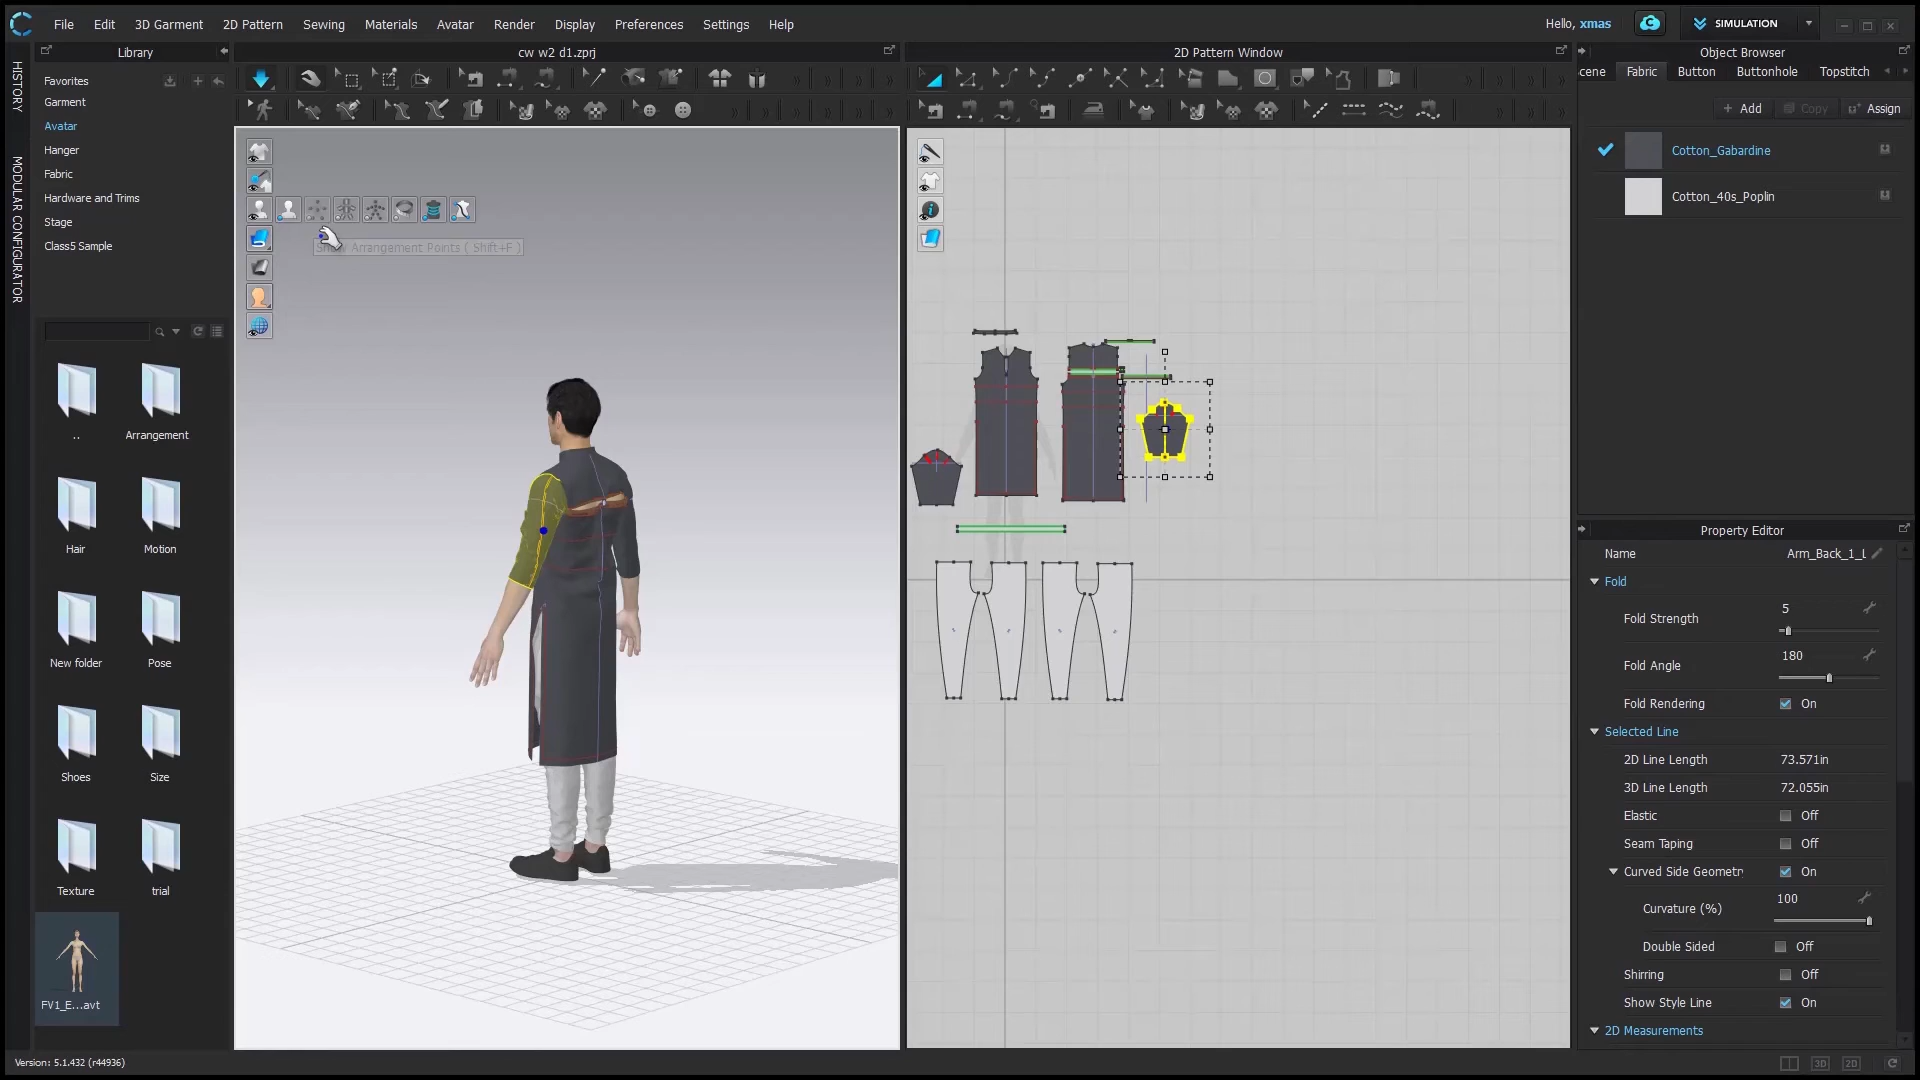 File Edit 3D Garment 2D Pattern Sewing Materials Avatar Render Display Preferences Settings Help
Hello, xmas
SIMULATION
HISTORY
MODULAR CONFIGURATOR
Library
Favorites
Garment
Avatar
Hanger
Fabric
Hardware and Trims
Stage
Class5 Sample
..
Arrangement
Hair
Motion
New folder
Pose
Shoes
Size
Texture
trial
FV1_E...avt
Version: 5.1.432 (r44936)
cw w2 d1.zprj
Arrangement Points ( Shift+F )
2D Pattern Window
Object Browser
cene Fabric Button Buttonhole Topstitch
+ Add Copy Assign
Cotton_Gabardine
Cotton_40s_Poplin
Property Editor
Name Arm_Back_1_L
Fold
Fold Strength 5
Fold Angle 180
Fold Rendering On
Selected Line
2D Line Length 73.571in
3D Line Length 72.055in
Elastic Off
Seam Taping Off
Curved Side Geometr On
Curvature (%) 100
Double Sided Off
Shirring Off
Show Style Line On
2D Measurements
3D 2D